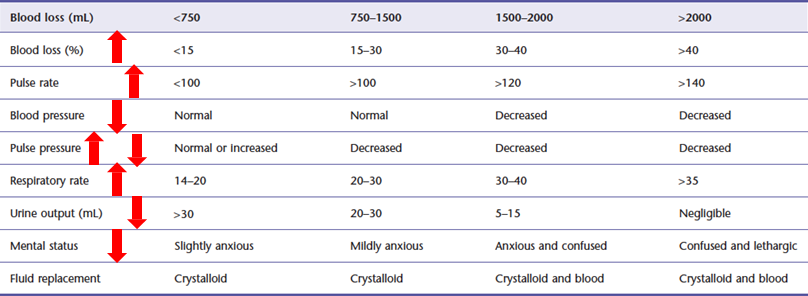 Blood loss (mL) <750 750–1500 1500–2000 >2000
Blood loss (%) <15 15–30 30–40 >40
Pulse rate <100 >100 >120 >140
Blood pressure Normal Normal Decreased Decreased
Pulse pressure Normal or increased Decreased Decreased Decreased
Respiratory rate 14–20 20–30 30–40 >35
Urine output (mL) >30 20–30 5–15 Negligible
Mental status Slightly anxious Mildly anxious Anxious and confused Confused and lethargic
Fluid replacement Crystalloid Crystalloid Crystalloid and blood Crystalloid and blood